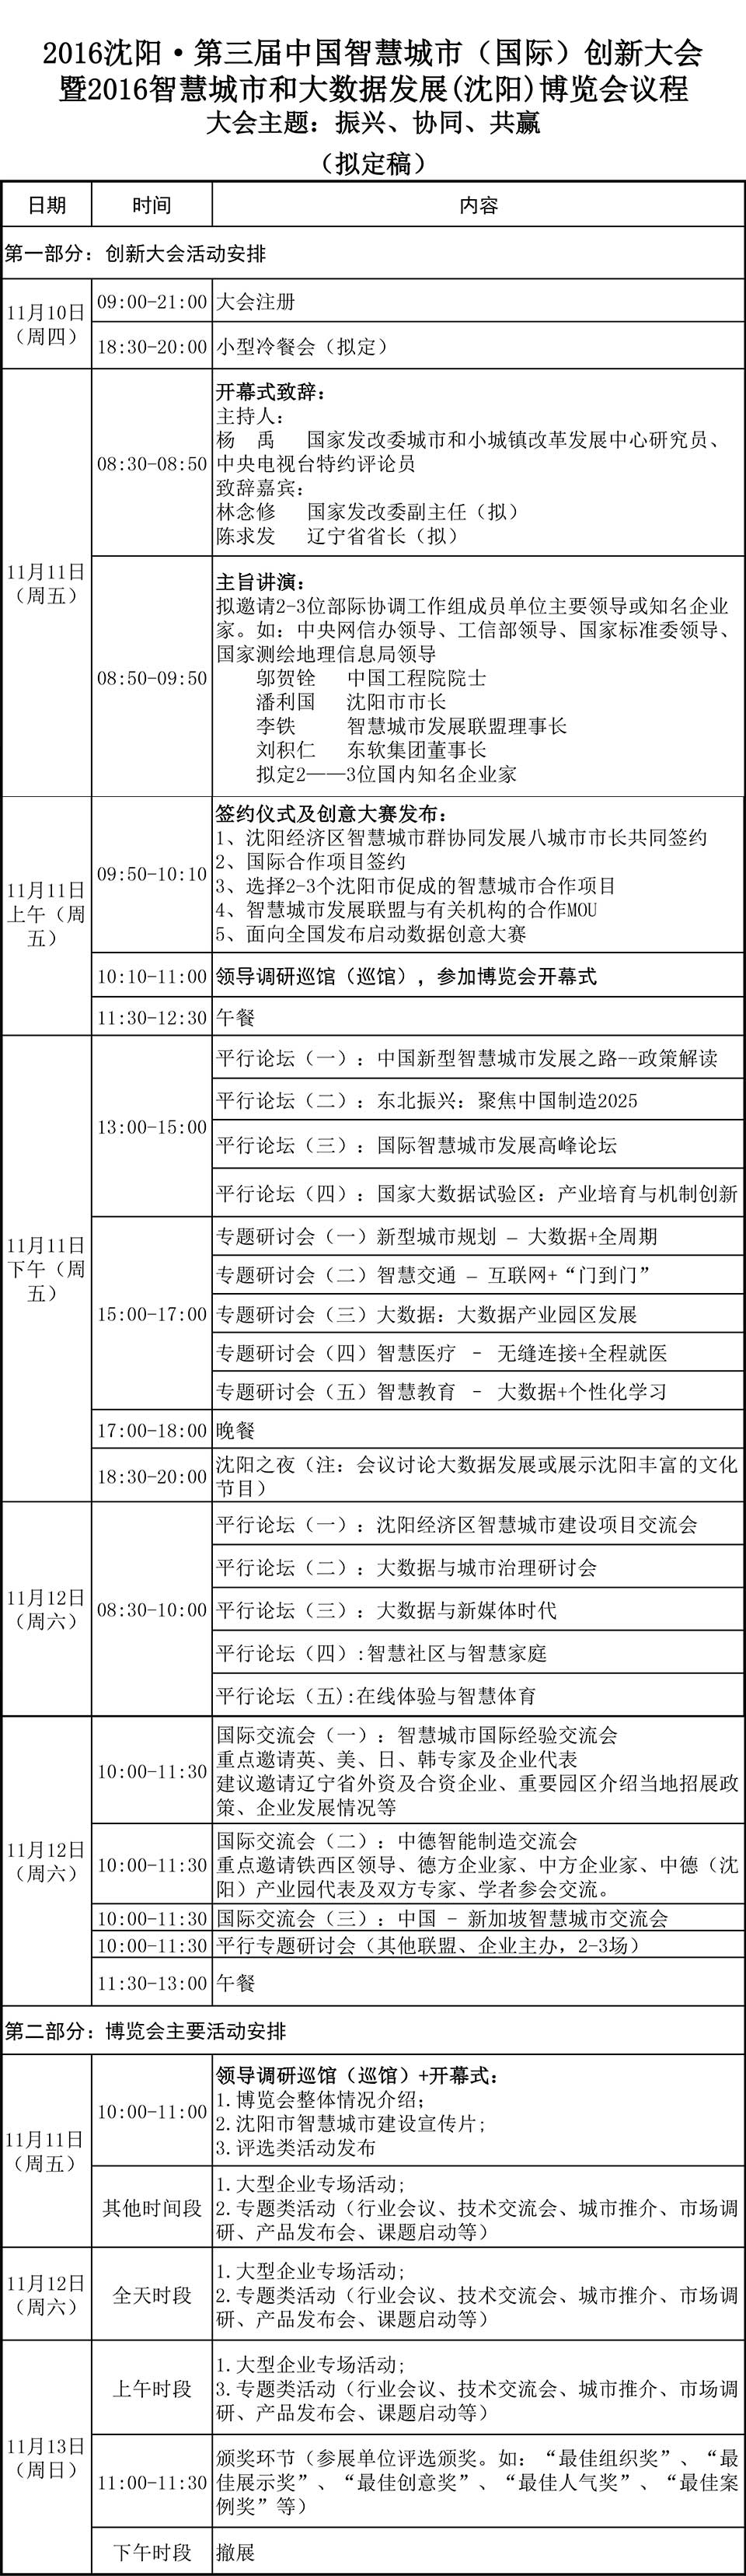 2016沈阳·第三届中国智慧城市（国际）创新大会
暨2016智慧城市和大数据发展(沈阳)博览会议程
大会主题：振兴、协同、共赢
（拟定稿）
日期 时间 内容
第一部分：创新大会活动安排
11月10日
（周四）
09:00-21:00 大会注册
18:30-20:00 小型冷餐会（拟定）
11月11日
（周五）
08:30-08:50
开幕式致辞：
主持人：
杨　禹　 国家发改委城市和小城镇改革发展中心研究员、
中央电视台特约评论员
致辞嘉宾：
林念修　 国家发改委副主任（拟）
陈求发　 辽宁省省长（拟）
08:50-09:50
主旨讲演：
拟邀请2-3位部际协调工作组成员单位主要领导或知名企业
家。如：中央网信办领导、工信部领导、国家标准委领导、
国家测绘地理信息局领导
邬贺铨　 中国工程院院士
潘利国　 沈阳市市长
李铁　　 智慧城市发展联盟理事长
刘积仁　 东软集团董事长
拟定2——3位国内知名企业家
11月11日
上午（周
五）
09:50-10:10
签约仪式及创意大赛发布：
1、沈阳经济区智慧城市群协同发展八城市市长共同签约
2、国际合作项目签约
3、选择2-3个沈阳市促成的智慧城市合作项目
4、智慧城市发展联盟与有关机构的合作MOU
5、面向全国发布启动数据创意大赛
10:10-11:00 领导调研巡馆（巡馆），参加博览会开幕式
11:30-12:30 午餐
11月11日
下午（周
五）
13:00-15:00
平行论坛（一）：中国新型智慧城市发展之路--政策解读
平行论坛（二）：东北振兴：聚焦中国制造2025
平行论坛（三）：国际智慧城市发展高峰论坛
平行论坛（四）：国家大数据试验区：产业培育与机制创新
15:00-17:00
专题研讨会（一）新型城市规划 – 大数据+全周期
专题研讨会（二）智慧交通 – 互联网+“门到门”
专题研讨会（三）大数据：大数据产业园区发展
专题研讨会（四）智慧医疗 - 无缝连接+全程就医
专题研讨会（五）智慧教育 - 大数据+个性化学习
17:00-18:00 晚餐
18:30-20:00
沈阳之夜（注：会议讨论大数据发展或展示沈阳丰富的文化
节目）
11月12日
（周六）
08:30-10:00
平行论坛（一）：沈阳经济区智慧城市建设项目交流会
平行论坛（二）：大数据与城市治理研讨会
平行论坛（三）：大数据与新媒体时代
平行论坛（四）:智慧社区与智慧家庭
平行论坛（五）:在线体验与智慧体育
11月12日
（周六）
10:00-11:30
国际交流会（一）：智慧城市国际经验交流会
重点邀请英、美、日、韩专家及企业代表
建议邀请辽宁省外资及合资企业、重要园区介绍当地招展政
策、企业发展情况等
10:00-11:30
国际交流会（二）：中德智能制造交流会
重点邀请铁西区领导、德方企业家、中方企业家、中德（沈
阳）产业园代表及双方专家、学者参会交流。
10:00-11:30 国际交流会（三）：中国 - 新加坡智慧城市交流会
10:00-11:30 平行专题研讨会（其他联盟、企业主办，2-3场）
11:30-13:00 午餐
第二部分：博览会主要活动安排
11月11日
（周五）
10:00-11:00
领导调研巡馆（巡馆）+开幕式：
1.博览会整体情况介绍；
2.沈阳市智慧城市建设宣传片；
3.评选类活动发布
其他时间段
1.大型企业专场活动；
2.专题类活动（行业会议、技术交流会、城市推介、市场调
研、产品发布会、课题启动等）
11月12日
（周六）
全天时段
1.大型企业专场活动；
2.专题类活动（行业会议、技术交流会、城市推介、市场调
研、产品发布会、课题启动等）
11月13日
（周日）
上午时段
1.大型企业专场活动；
3.专题类活动（行业会议、技术交流会、城市推介、市场调
研、产品发布会、课题启动等）
11:00-11:30
颁奖环节（参展单位评选颁奖。如：“最佳组织奖”、“最
佳展示奖”、“最佳创意奖”、“最佳人气奖”、“最佳案
例奖”等）
下午时段 撤展